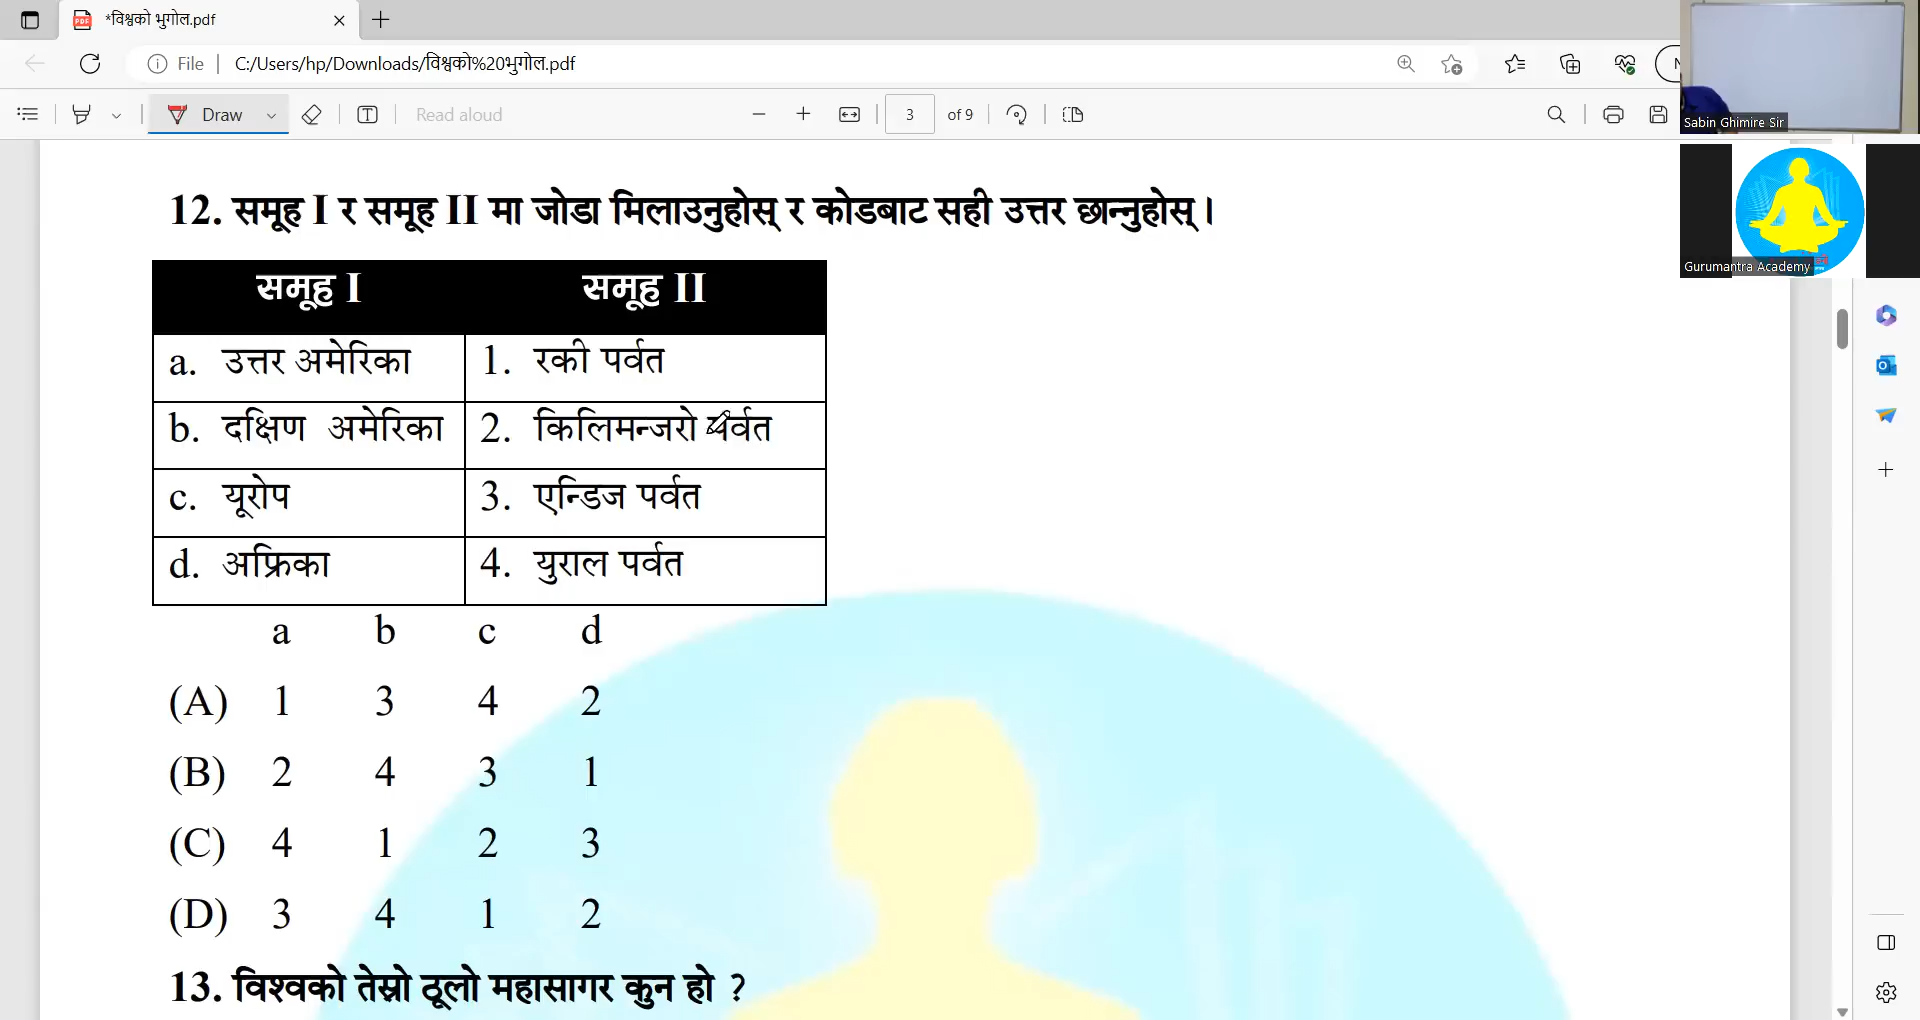 *विश्वको भुगोल.pdf
File
C:/Users/hp/Downloads/विश्वको%20भुगोल.pdf
Draw
Read aloud
3
of 9
Sabin Ghimire Sir
Gurumantra Academy
12. समूह I र समूह II मा जोडा मिलाउनुहोस् र कोडबाट सही उत्तर छान्नुहोस्।
समूह I समूह II
a. उत्तर अमेरिका 1. रकी पर्वत
b. दक्षिण अमेरिका 2. किलिमन्जरो पर्वत
c. यूरोप 3. एन्डिज पर्वत
d. अफ्रिका 4. युराल पर्वत
a b c d
(A) 1 3 4 2
(B) 2 4 3 1
(C) 4 1 2 3
(D) 3 4 1 2
13. विश्वको तेस्रो ठूलो महासागर कुन हो ?